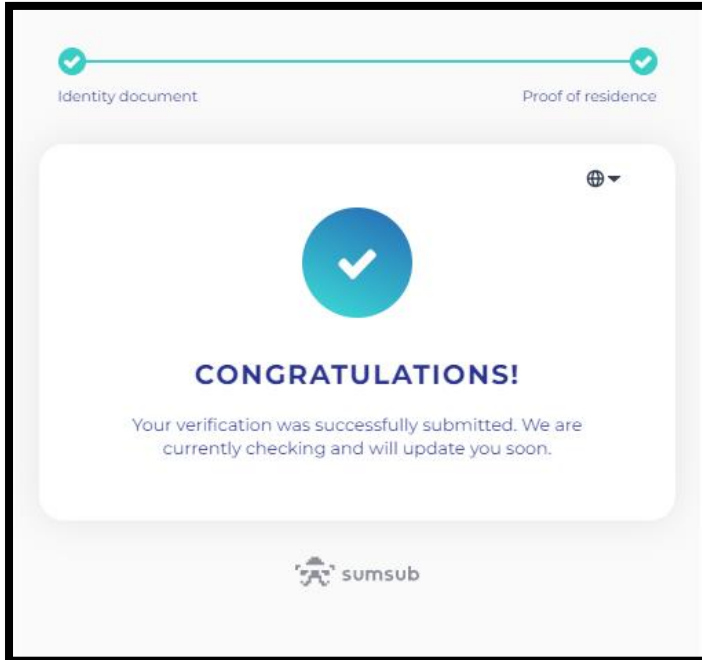 Identity document
Proof of residence
CONGRATULATIONS!
Your verification was successfully submitted. We are
currently checking and will update you soon.
sumsub